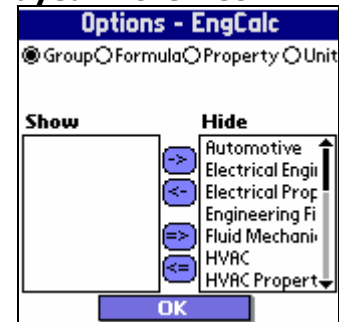 Options - EngCalc
Group Formula Property Unit
Show Hide
Automotive
-> Electrical Engi
<- Electrical Prop
Engineering Fi
=> Fluid Mechani
HVAC
<= HVAC Propert
OK